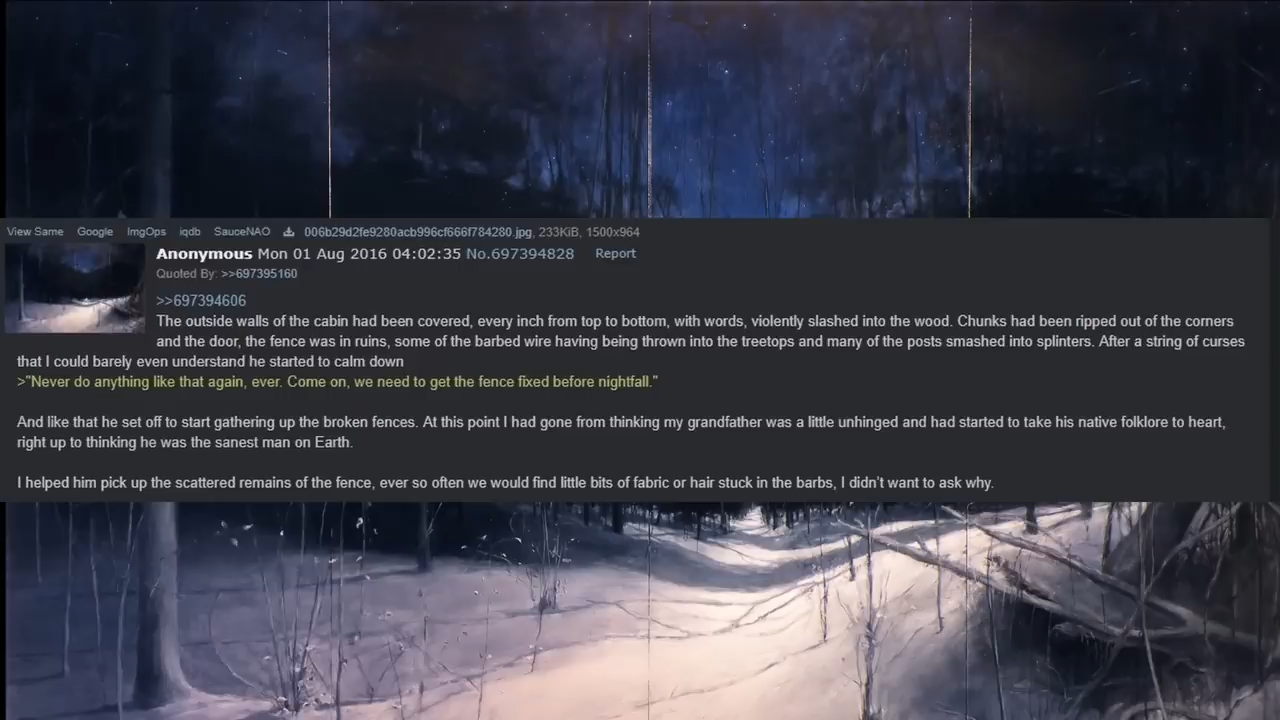 View Same Google ImgOps iqdb SauceNAO 006b29d2fe9280acb996cf666f784280.jpg, 233KiB, 1500x964
Anonymous Mon 01 Aug 2016 04:02:35 No.697394828 Report
Quoted By: >>697395160
>>697394606
The outside walls of the cabin had been covered, every inch from top to bottom, with words, violently slashed into the wood. Chunks had been ripped out of the corners
and the door, the fence was in ruins, some of the barbed wire having being thrown into the treetops and many of the posts smashed into splinters. After a string of curses
that I could barely even understand he started to calm down
>"Never do anything like that again, ever. Come on, we need to get the fence fixed before nightfall."
And like that he set off to start gathering up the broken fences. At this point I had gone from thinking my grandfather was a little unhinged and had started to take his native folklore to heart,
right up to thinking he was the sanest man on Earth.
I helped him pick up the scattered remains of the fence, ever so often we would find little bits of fabric or hair stuck in the barbs, I didn't want to ask why.